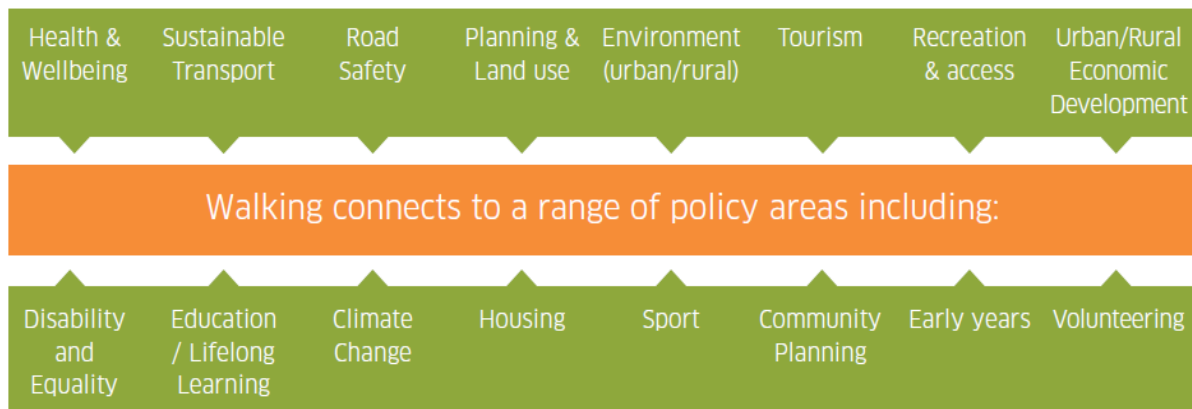 Health &
Wellbeing
Sustainable
Transport
Road
Safety
Planning &
Land use
Environment
(urban/rural)
Tourism
Recreation
& access
Urban/Rural
Economic
Development
Walking connects to a range of policy areas including:
Disability
and
Equality
Education
/ Lifelong
Learning
Climate
Change
Housing
Sport
Community
Planning
Early years
Volunteering